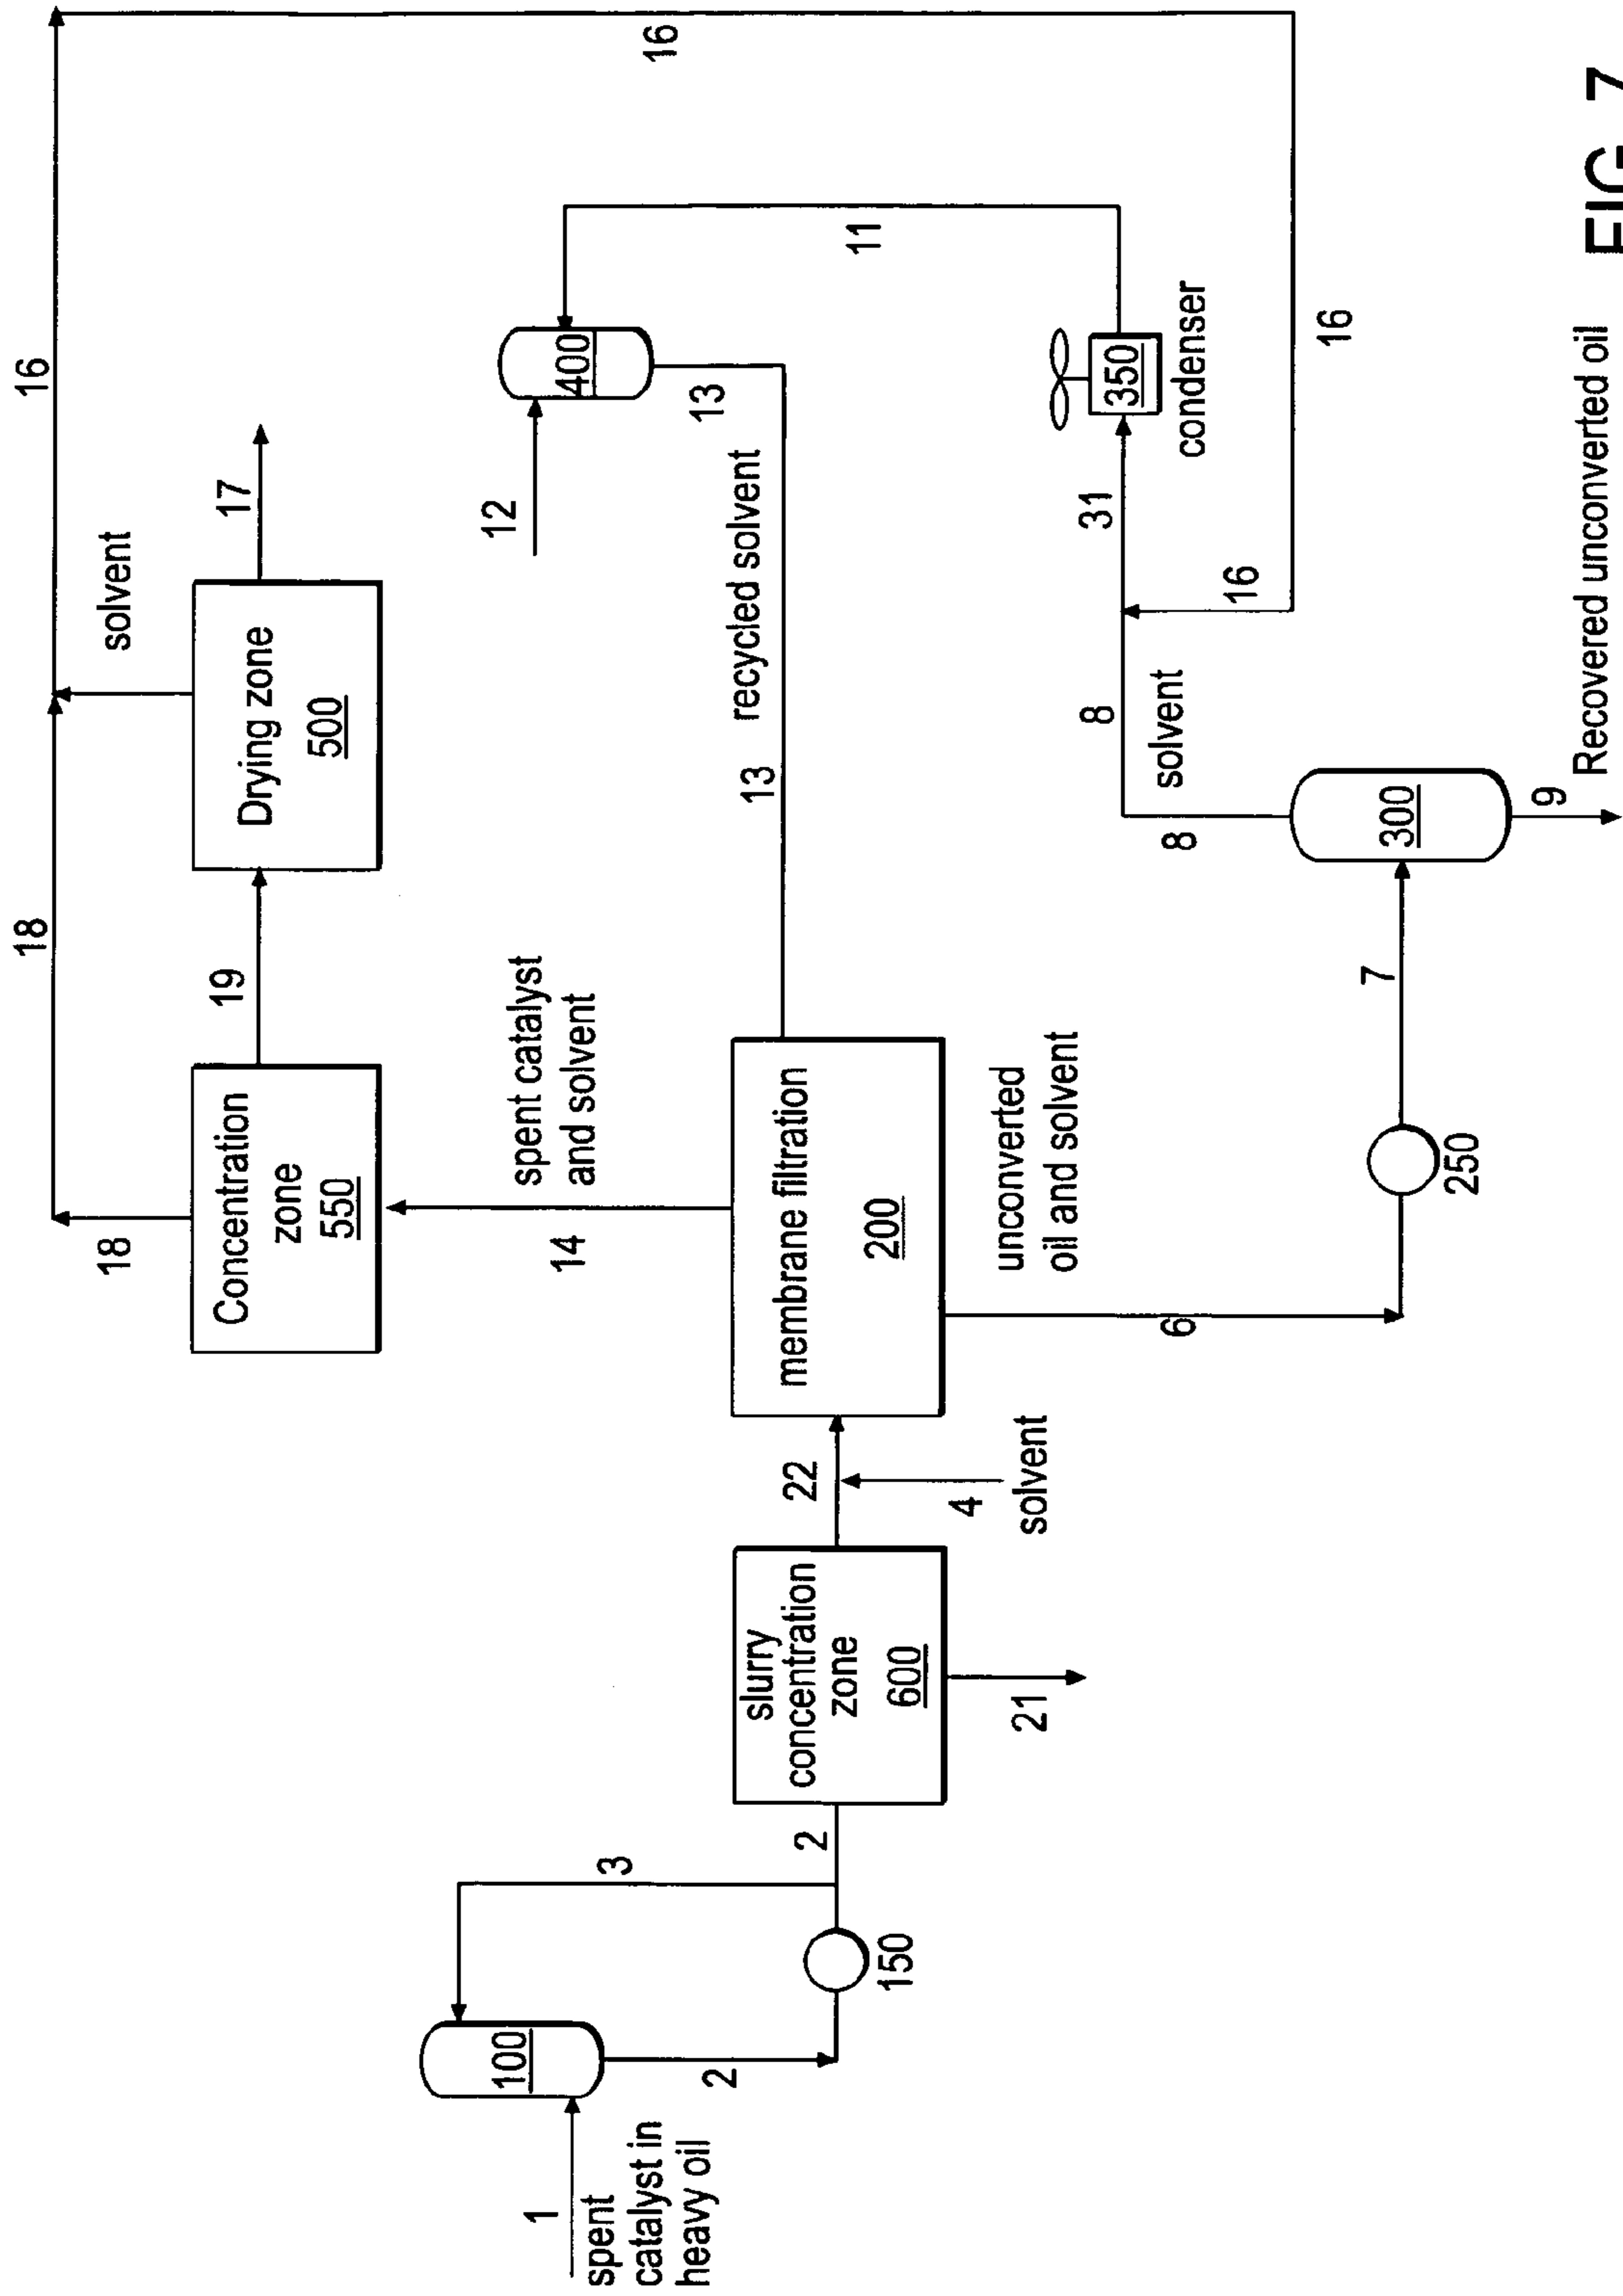 18
16
18
solvent
Concentration
zone
550
19
Drying zone
500
17
16
spent catalyst
and solvent
14
12
400
13
1
spent
catalyst in
heavy oil
100
3
2
150
2
slurry
concentration
zone
600
21
22
4
solvent
membrane filtration
200
13
recycled solvent
11
unconverted
oil and solvent
6
8
solvent
8
31
350
condenser
16
16
7
250
300
9
Recovered unconverted oil
FIG. 7